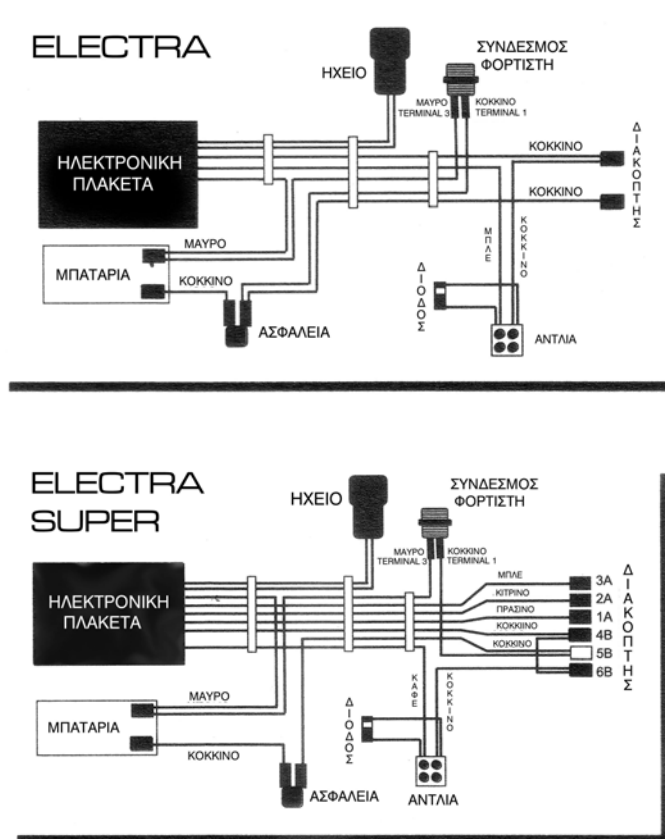 ELECTRA
ΗΧΕΙΟ
ΣΥΝΔΕΣΜΟΣ
ΦΟΡΤΙΣΤΗ
ΜΑΥΡΟ
TERMINAL 3
ΚΟΚΚΙΝΟ
TERMINAL 1
ΗΛΕΚΤΡΟΝΙΚΗ
ΠΛΑΚΕΤΑ
ΚΟΚΚΙΝΟ
ΚΟΚΚΙΝΟ
ΔΙΑΚΟΠΤΗΣ
ΜΑΥΡΟ
ΜΠΑΤΑΡΙΑ
ΚΟΚΚΙΝΟ
ΑΣΦΑΛΕΙΑ
ΜΠΛΕ
ΚΟΚΚΙΝΟ
ΔΙΟΔΟΣ
ΑΝΤΛΙΑ
ELECTRA
SUPER
ΗΧΕΙΟ
ΣΥΝΔΕΣΜΟΣ
ΦΟΡΤΙΣΤΗ
ΜΑΥΡΟ
TERMINAL 3
ΚΟΚΚΙΝΟ
TERMINAL 1
ΗΛΕΚΤΡΟΝΙΚΗ
ΠΛΑΚΕΤΑ
ΜΠΛΕ
3A
ΚΙΤΡΙΝΟ
2A
ΠΡΑΣΙΝΟ
1A
ΚΟΚΚΙΙΝΟ
4B
ΚΟΚΚΙΝΟ
5B
6B
ΔΙΑΚΟΠΤΗΣ
ΜΑΥΡΟ
ΜΠΑΤΑΡΙΑ
ΚΟΚΚΙΝΟ
ΑΣΦΑΛΕΙΑ
ΔΙΟΔΟΣ
ΚΑΦΕ
ΚΟΚΚΙΝΟ
ΑΝΤΛΙΑ